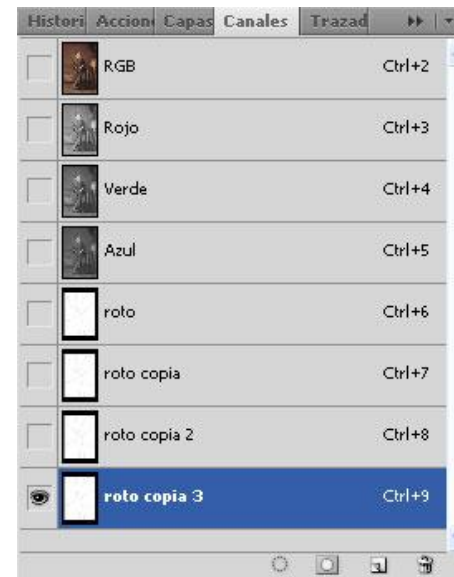 Histori Accion Capas Canales Trazad
RGB Ctrl+2
Rojo Ctrl+3
Verde Ctrl+4
Azul Ctrl+5
roto Ctrl+6
roto copia Ctrl+7
roto copia 2 Ctrl+8
roto copia 3 Ctrl+9